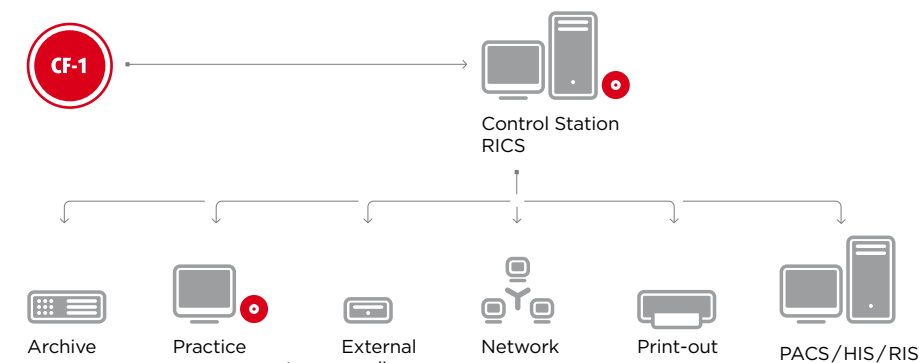 CF-1
Control Station
RICS
Archive
Practice
External
Network
Print-out
PACS/HIS/RIS